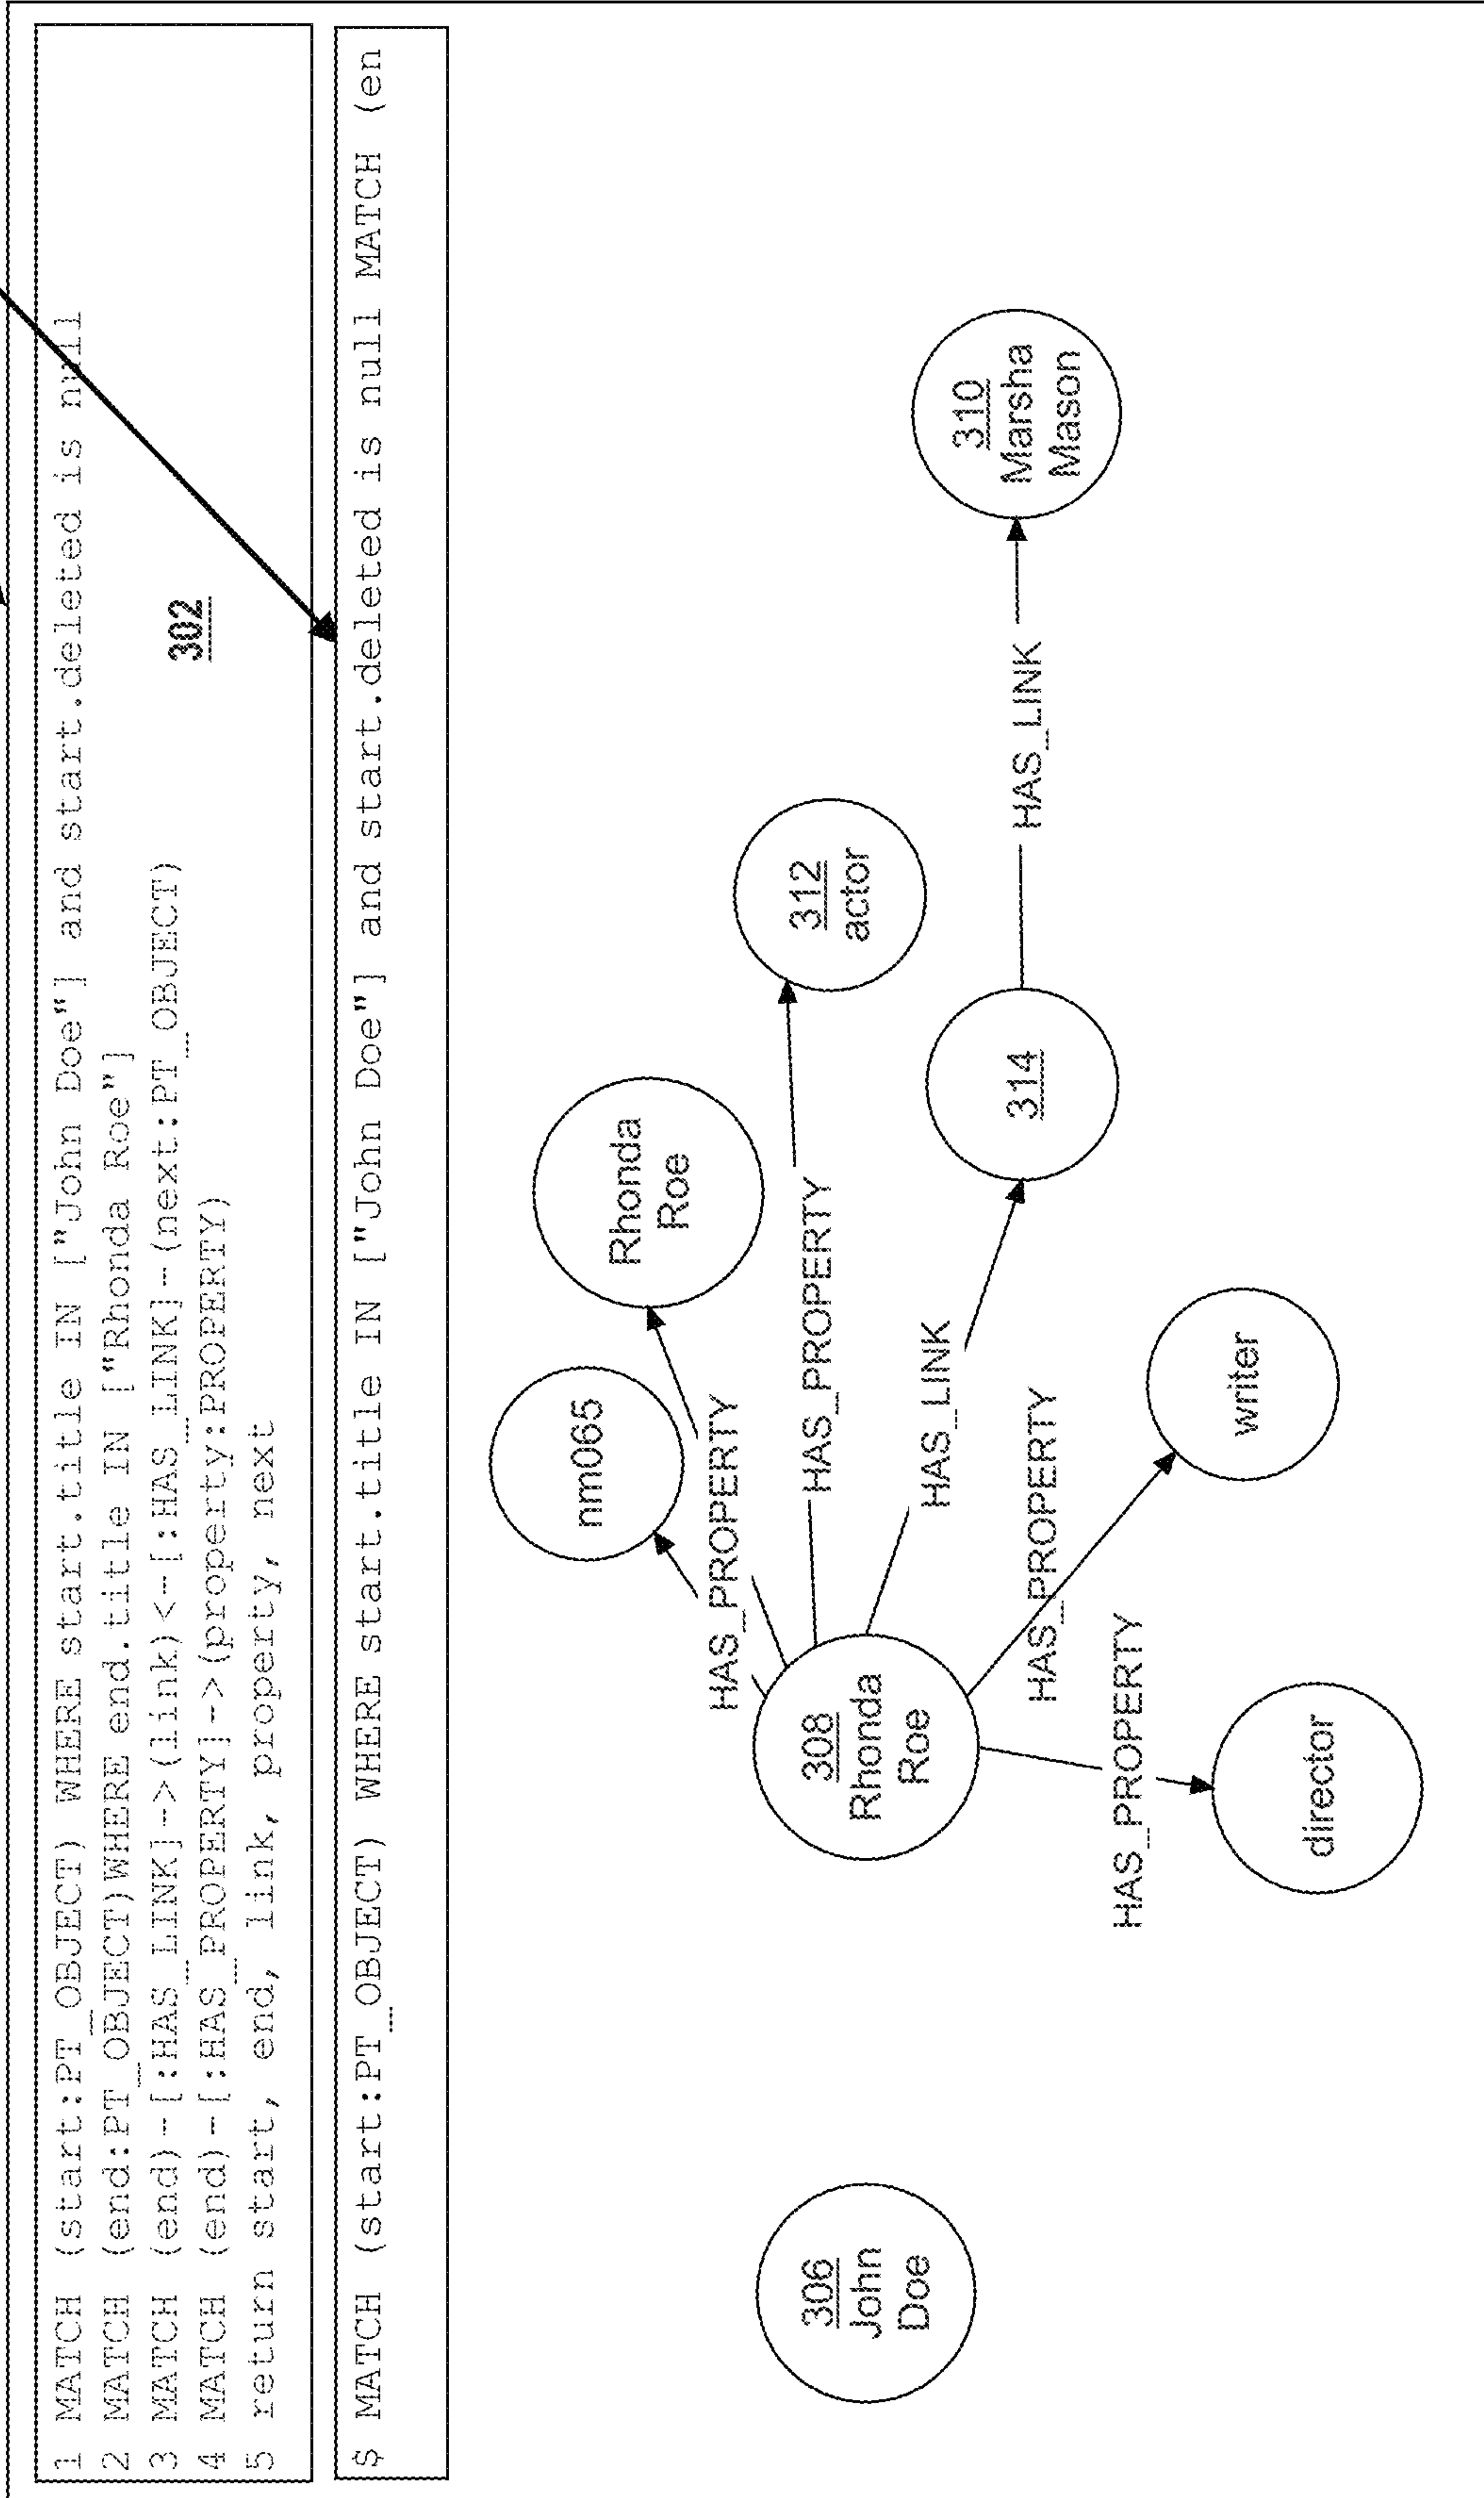 1 MATCH (start:PT_OBJECT) WHERE start.title IN ["John Doe"] and start.deleted is null
2 MATCH (end:PT_OBJECT)WHERE end.title IN ["Rhonda Roe"]
3 MATCH (end)-[:HAS_LINK]->(link)<-[:HAS_LINK]-(next:PT_OBJECT)
4 MATCH (end)-[:HAS_PROPERTY]->(property:PROPERTY)
5 return start, end, link, property, next
302
$ MATCH (start:PT_OBJECT) WHERE start.title IN ["John Doe"] and start.deleted is null MATCH (en
nm065
Rhonda
Roe
HAS_PROPERTY
HAS_PROPERTY
312
actor
306
John
Doe
308
Rhonda
Roe
HAS_LINK
314
HAS_LINK
310
Marsha
Mason
HAS_PROPERTY
writer
HAS_PROPERTY
director